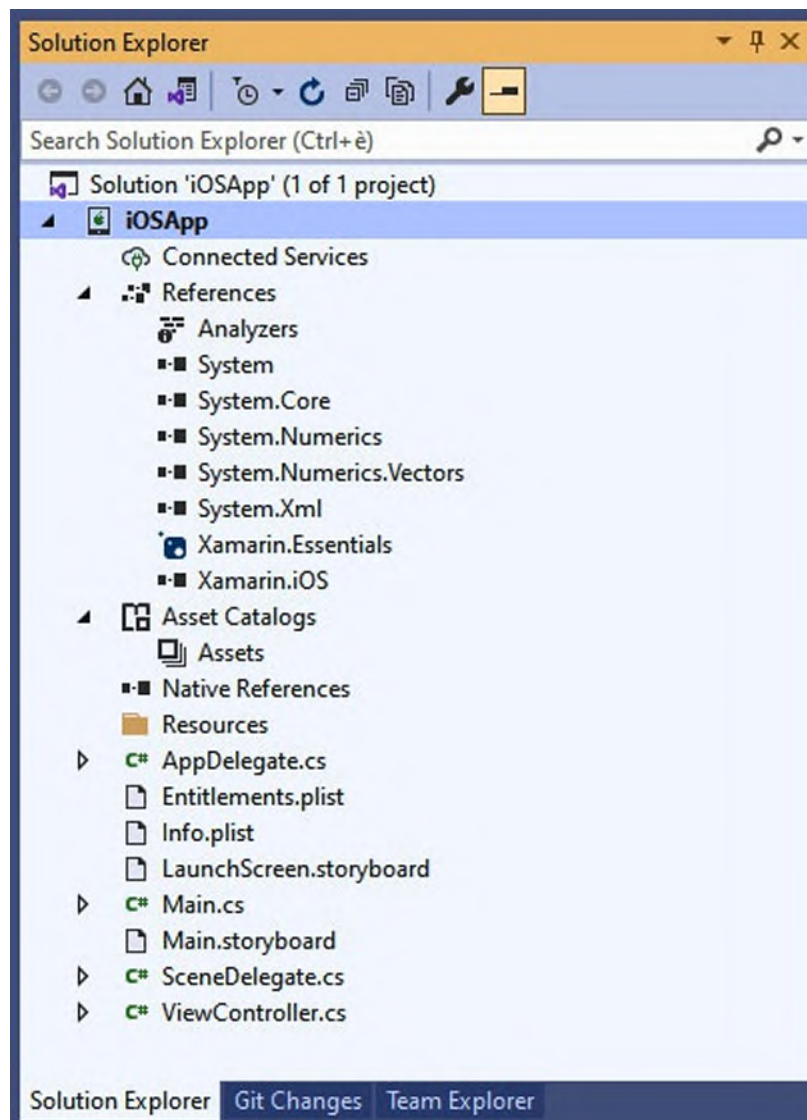 Solution Explorer
Search Solution Explorer (Ctrl+è)
Solution 'iOSApp' (1 of 1 project)
iOSApp
Connected Services
References
Analyzers
System
System.Core
System.Numerics
System.Numerics.Vectors
System.Xml
Xamarin.Essentials
Xamarin.iOS
Asset Catalogs
Assets
Native References
Resources
C# AppDelegate.cs
Entitlements.plist
Info.plist
LaunchScreen.storyboard
C# Main.cs
Main.storyboard
C# SceneDelegate.cs
C# ViewController.cs
Solution Explorer Git Changes Team Explorer